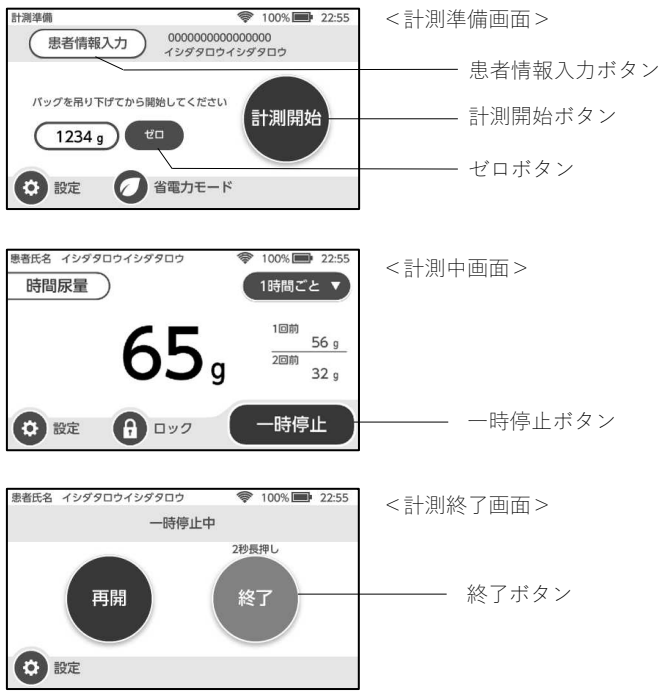 計測準備 100% 22:55
<計測準備画面>
患者情報入力 0000000000000000
イシダタロウイシダタロウ
患者情報入力ボタン
バッグを吊り下げてから開始してください
計測開始
計測開始ボタン
1234 g ゼロ
ゼロボタン
設定 省電力モード
患者氏名 イシダタロウイシダタロウ 100% 22:55
<計測中画面>
時間尿量 1時間ごと ▼
65 g
1回前
56 g
2回前
32 g
設定 ロック 一時停止
一時停止ボタン
患者氏名 イシダタロウイシダタロウ 100% 22:55
<計測終了画面>
一時停止中
2秒長押し
再開 終了
終了ボタン
設定